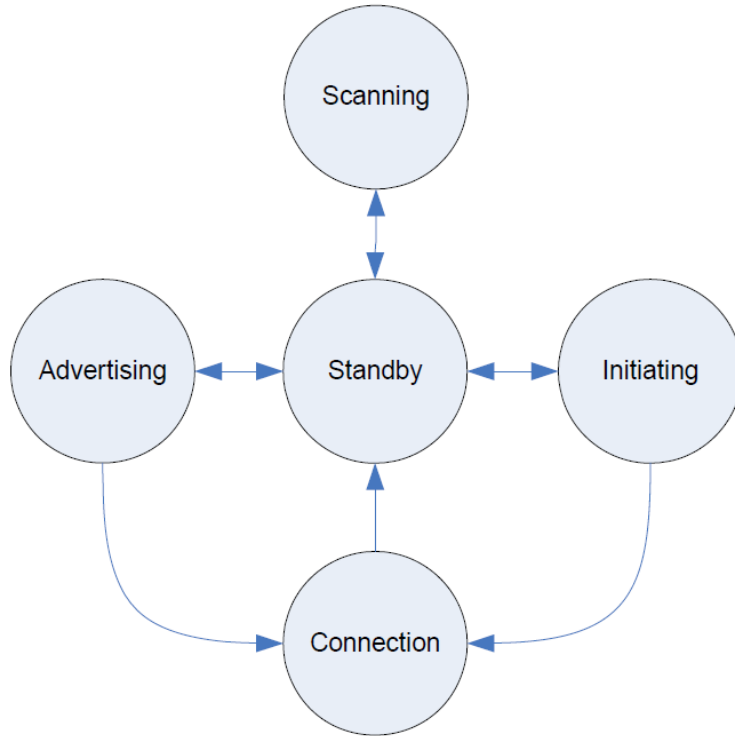 Scanning
Advertising
Standby
Initiating
Connection